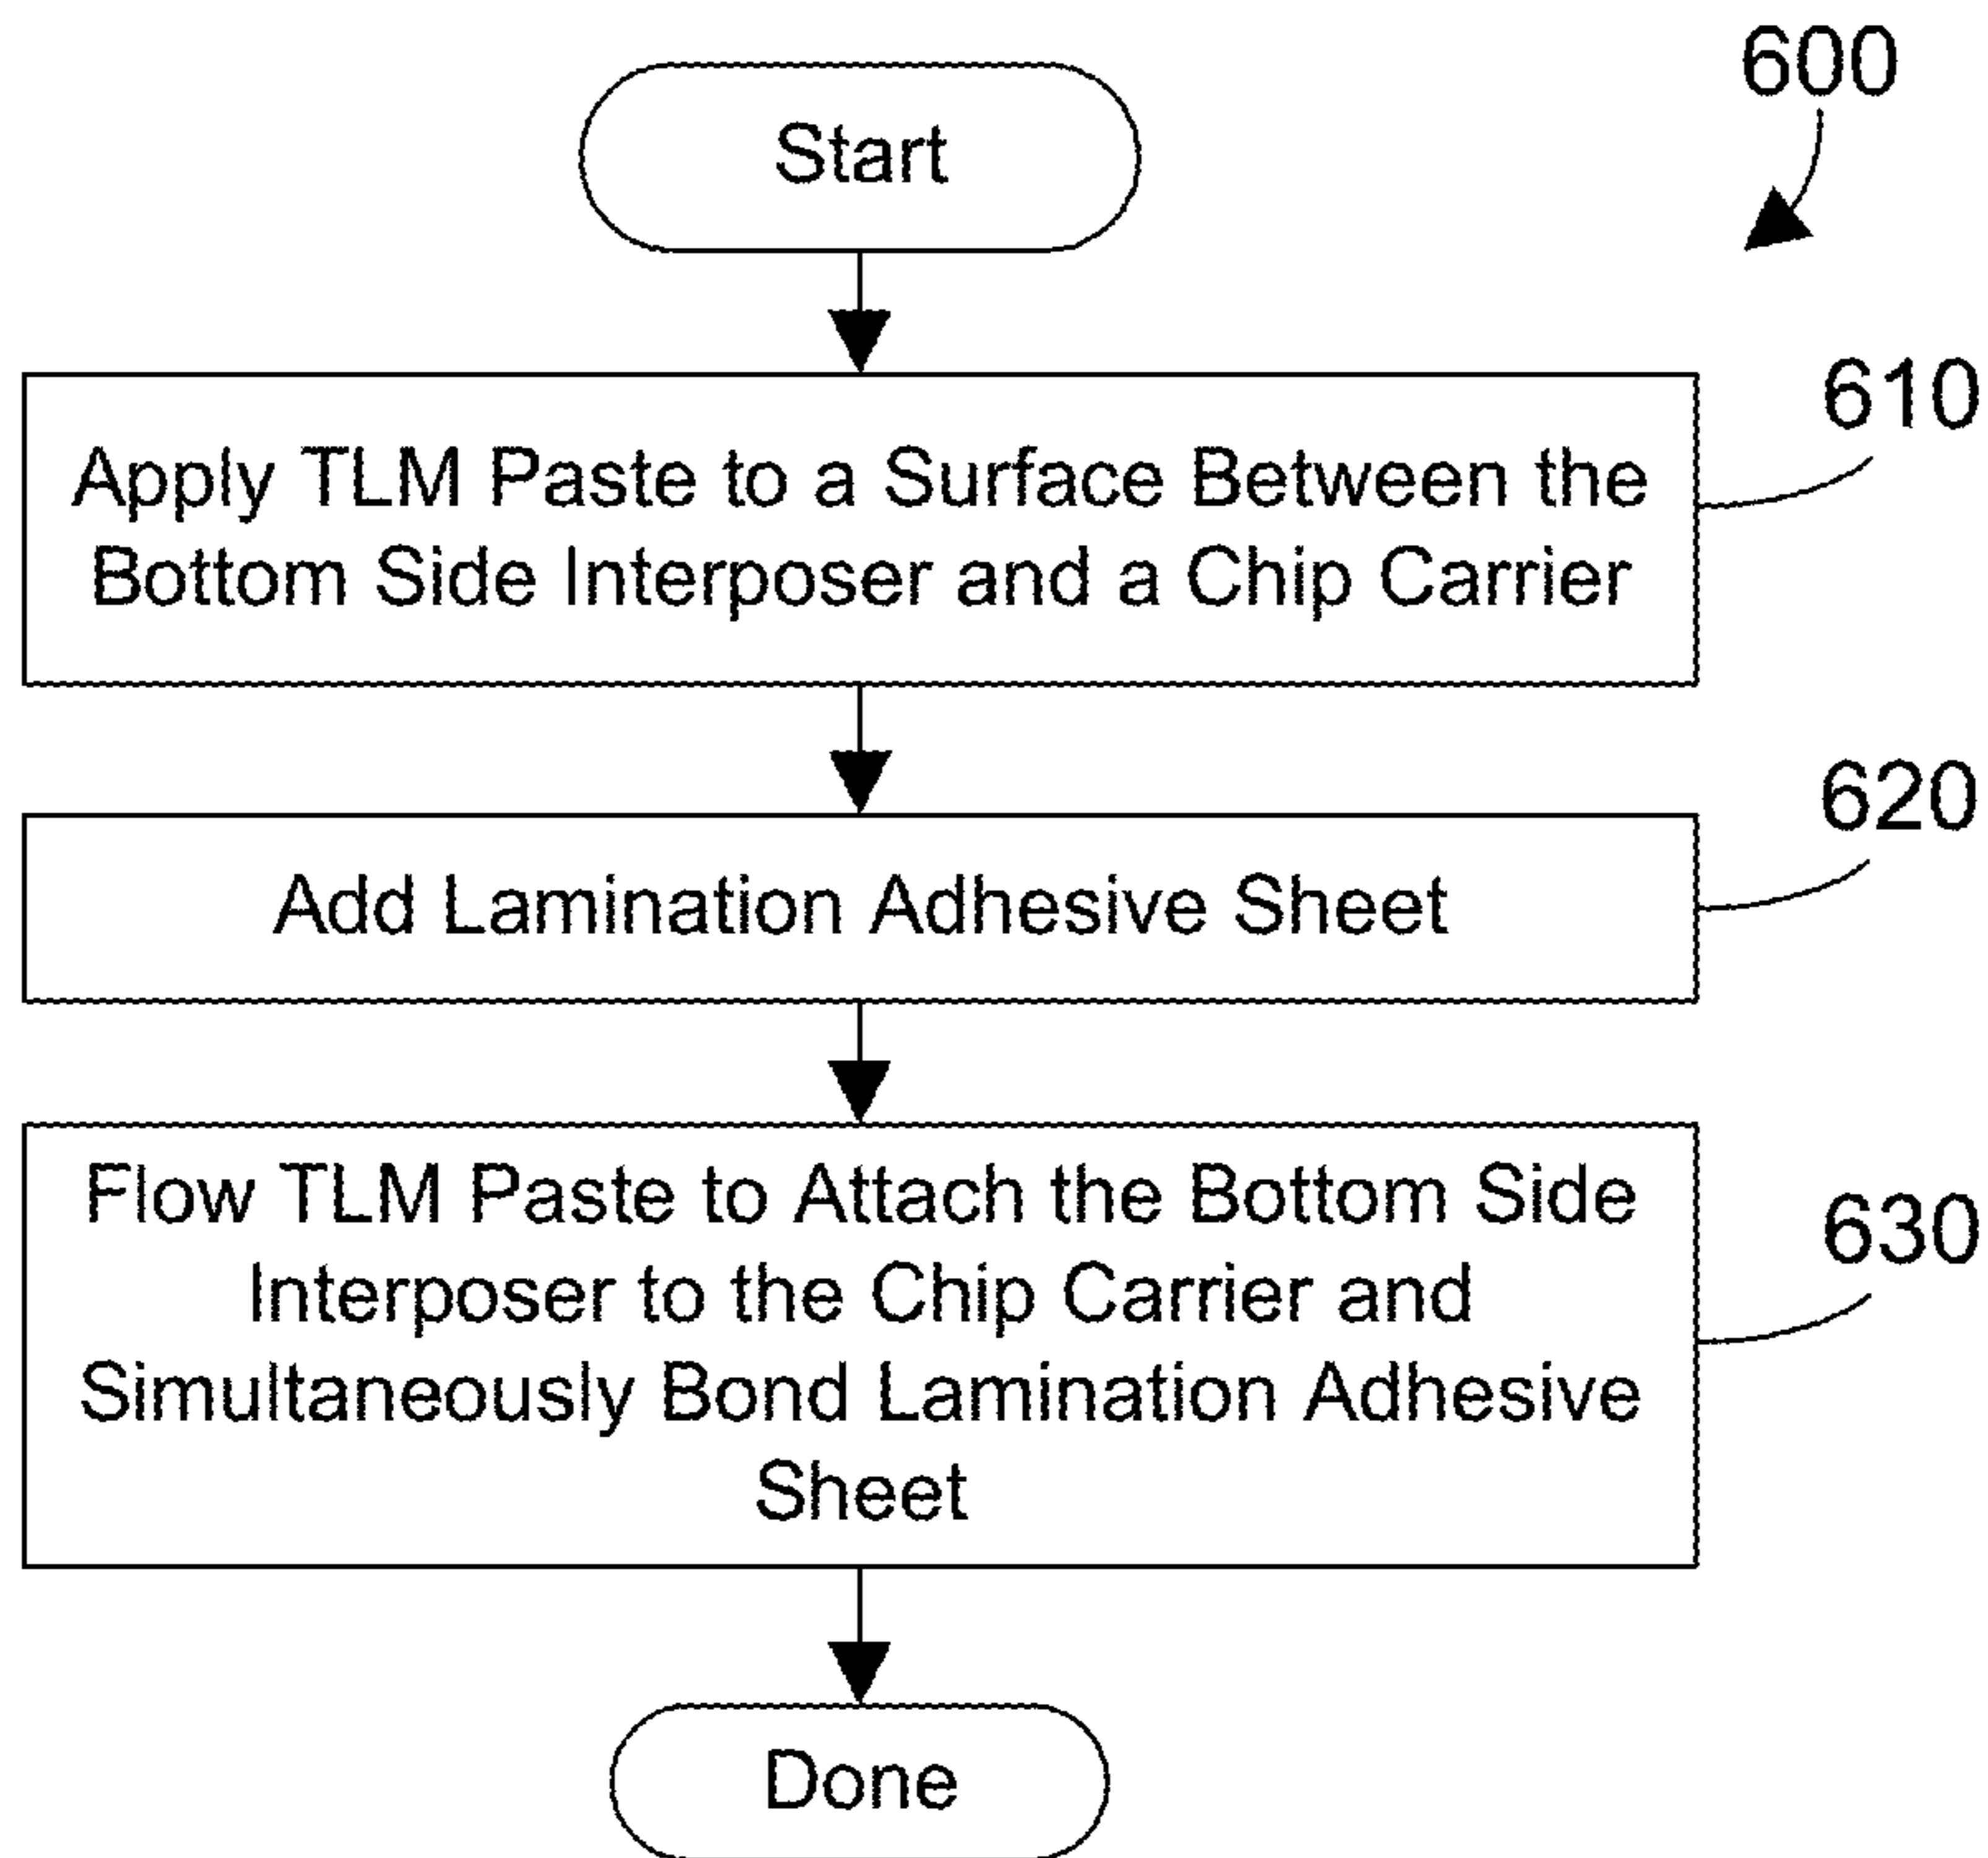 600
Start
610
Apply TLM Paste to a Surface Between the
Bottom Side Interposer and a Chip Carrier
620
Add Lamination Adhesive Sheet
630
Flow TLM Paste to Attach the Bottom Side
Interposer to the Chip Carrier and
Simultaneously Bond Lamination Adhesive
Sheet
Done